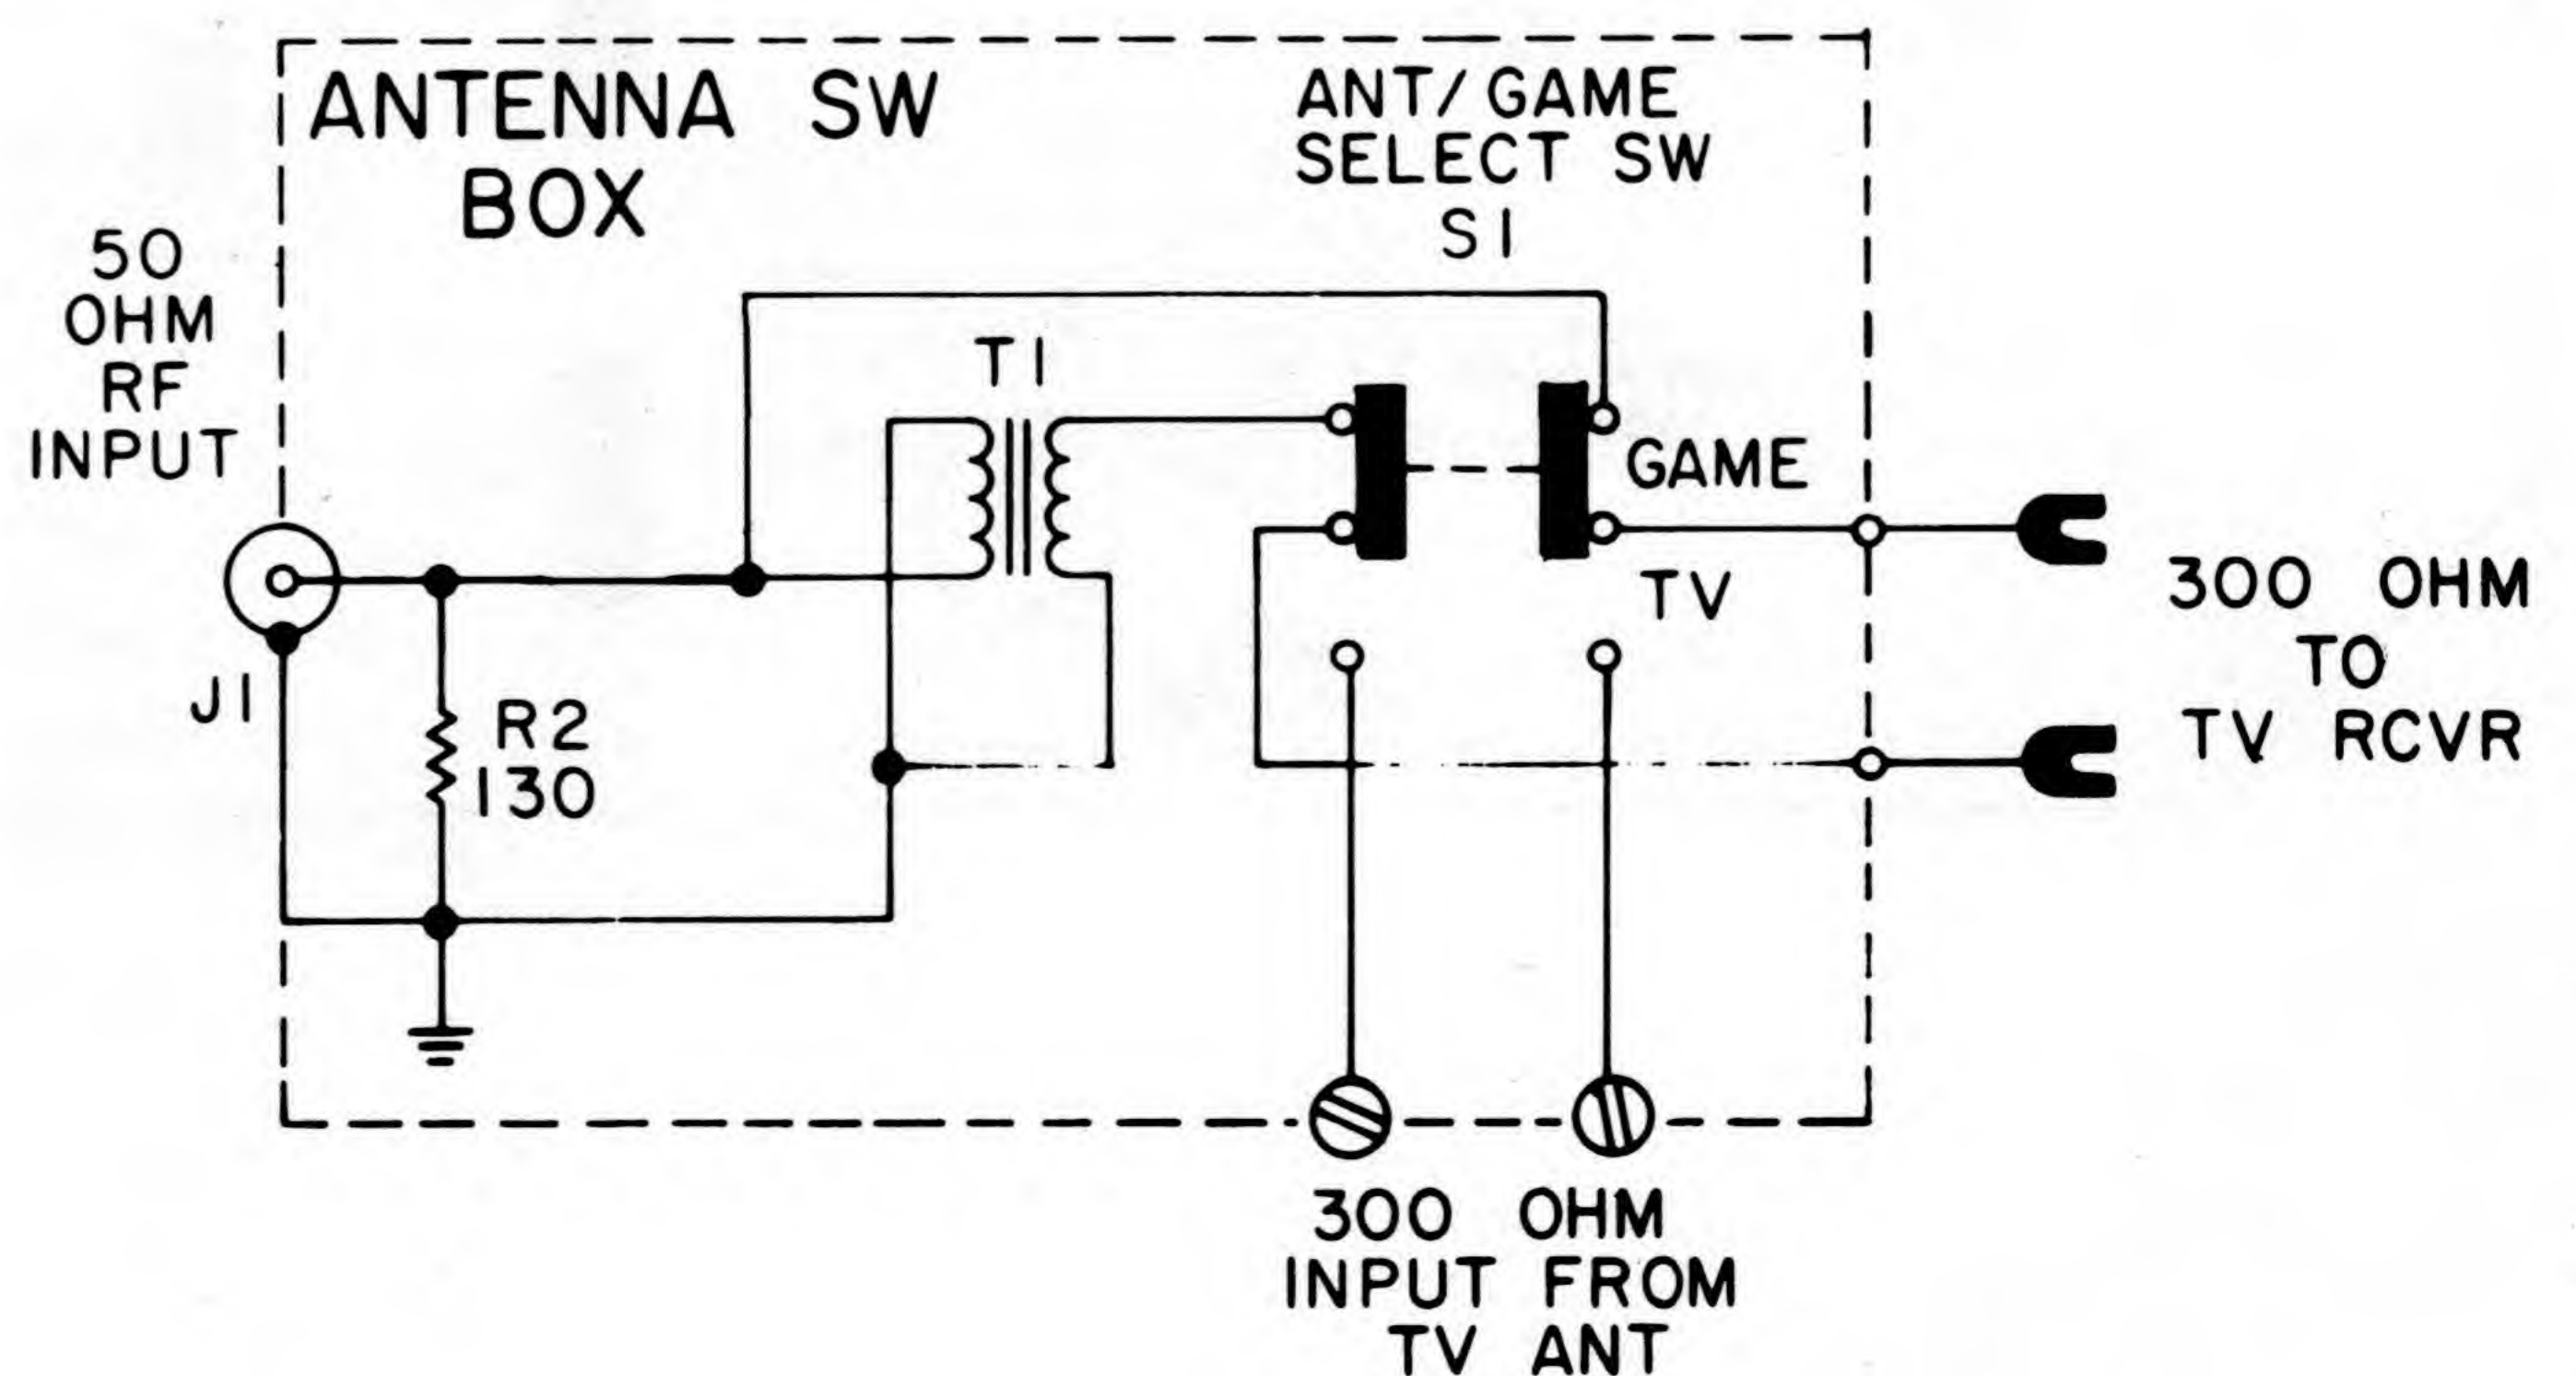 ANTENNA SW
BOX
ANT/GAME
SELECT SW
S1
50
OHM
RF
INPUT
T1
GAME
TV
J1
R2
130
300 OHM
TO
TV RCVR
300 OHM
INPUT FROM
TV ANT